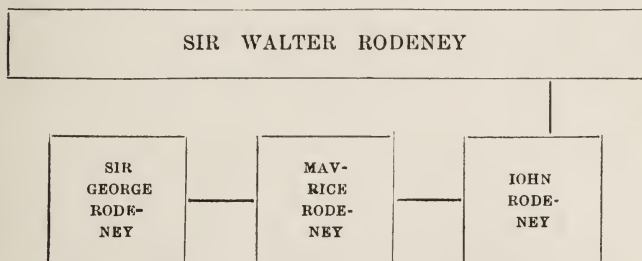 SIR WALTER RODENEY
SIR
GEORGE
RODE-
NEY
MAV-
RICE
RODE-
NEY
IOHN
RODE-
NEY